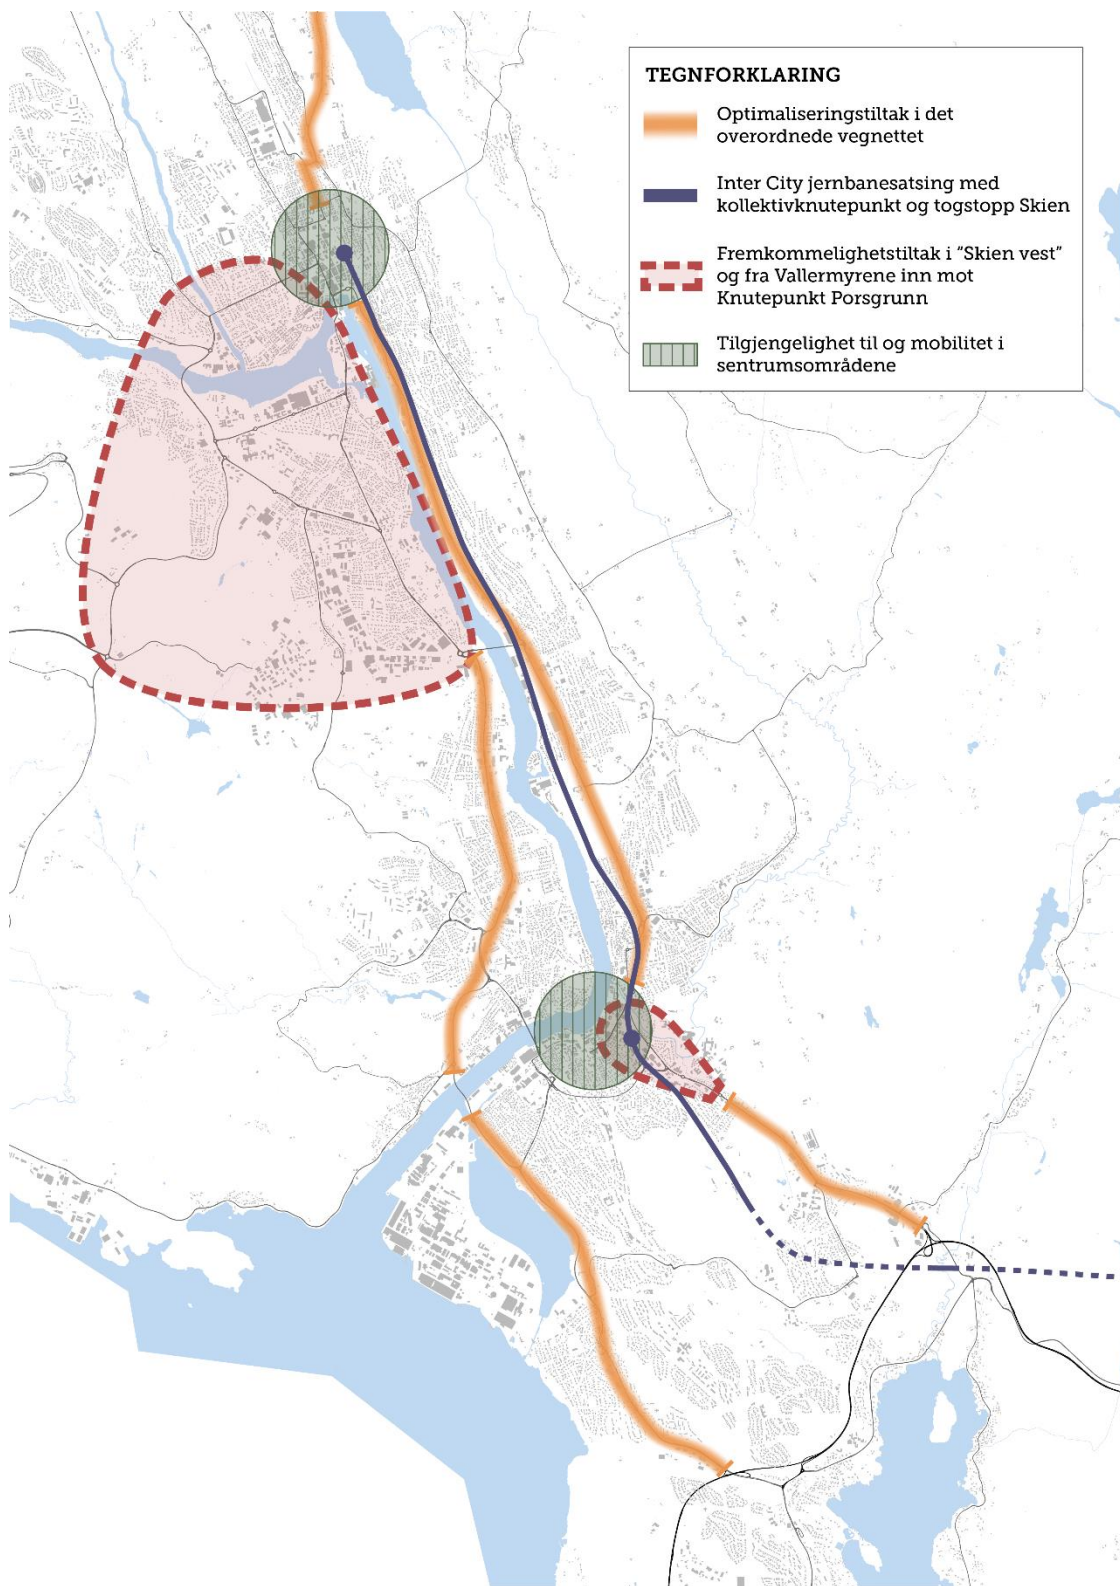 TEGNFORKLARING
Optimaliseringstiltak i det
overordnede vegnettet
Inter City jernbanesatsing med
kollektivknutepunkt og togstopp Skien
Fremkommelighetstiltak i “Skien vest”
og fra Vallermyrene inn mot
Knutepunkt Porsgrunn
Tilgjengelighet til og mobilitet i
sentrumsområdene